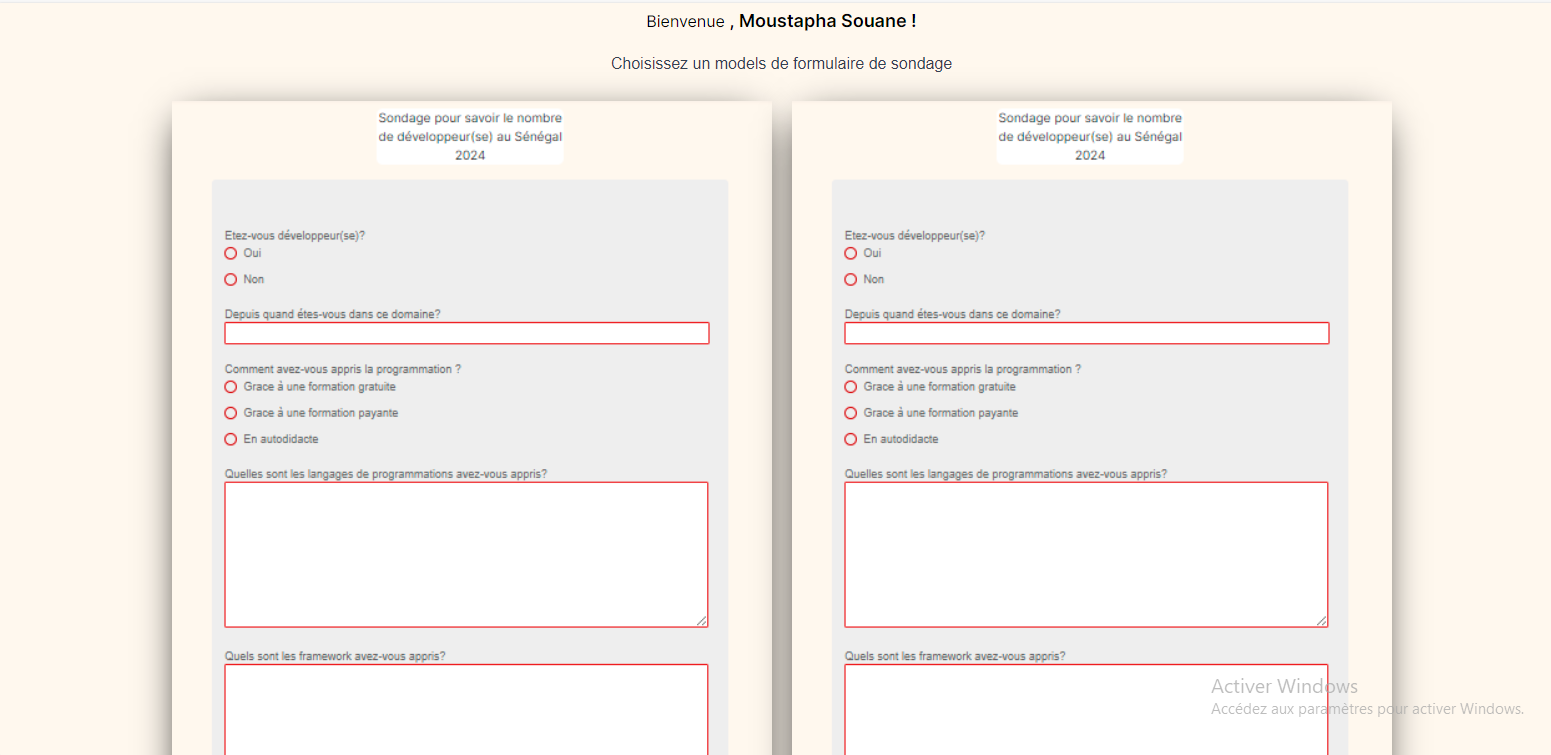 Bienvenue , Moustapha Souane !
Choisissez un models de formulaire de sondage
Sondage pour savoir le nombre
de développeur(se) au Sénégal
2024
Etez-vous développeur(se)?
Oui
Non
Depuis quand étes-vous dans ce domaine?
Comment avez-vous appris la programmation ?
Grace à une formation gratuite
Grace à une formation payante
En autodidacte
Quelles sont les langages de programmations avez-vous appris?
Quels sont les framework avez-vous appris?
Sondage pour savoir le nombre
de développeur(se) au Sénégal
2024
Etez-vous développeur(se)?
Oui
Non
Depuis quand étes-vous dans ce domaine?
Comment avez-vous appris la programmation ?
Grace à une formation gratuite
Grace à une formation payante
En autodidacte
Quelles sont les langages de programmations avez-vous appris?
Quels sont les framework avez-vous appris?
Activer Windows
Accédez aux paramètres pour activer Windows.